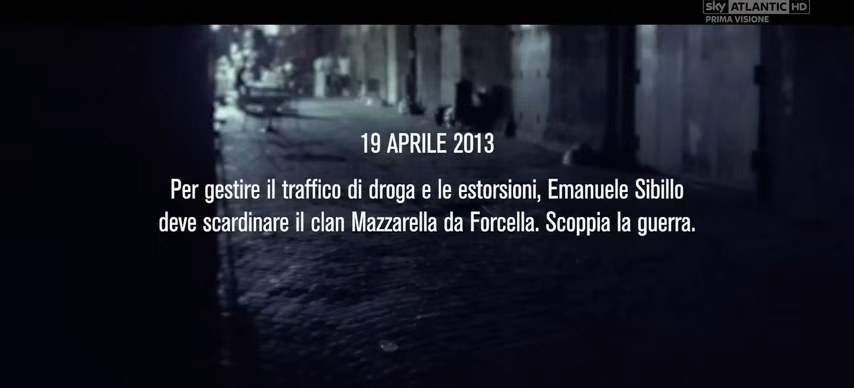 sky ATLANTIC HD
PRIMA VISIONE
19 APRILE 2013
Per gestire il traffico di droga e le estorsioni, Emanuele Sibillo
deve scardinare il clan Mazzarella da Forcella. Scoppia la guerra.